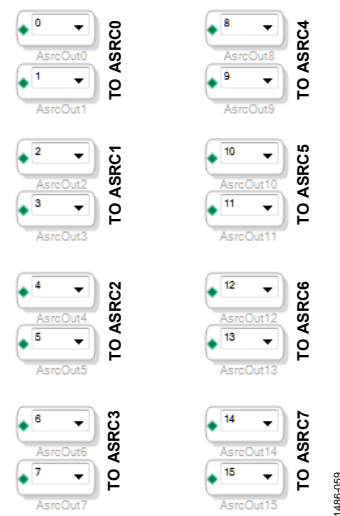 0
AsrcOut0
1
AsrcOut1
TO ASRC0
2
AsrcOut2
3
AsrcOut3
TO ASRC1
4
AsrcOut4
5
AsrcOut5
TO ASRC2
6
AsrcOut6
7
AsrcOut7
TO ASRC3
8
AsrcOut8
9
AsrcOut9
TO ASRC4
10
AsrcOut10
11
AsrcOut11
TO ASRC5
12
AsrcOut12
13
AsrcOut13
TO ASRC6
14
AsrcOut14
15
AsrcOut15
TO ASRC7
1486-059